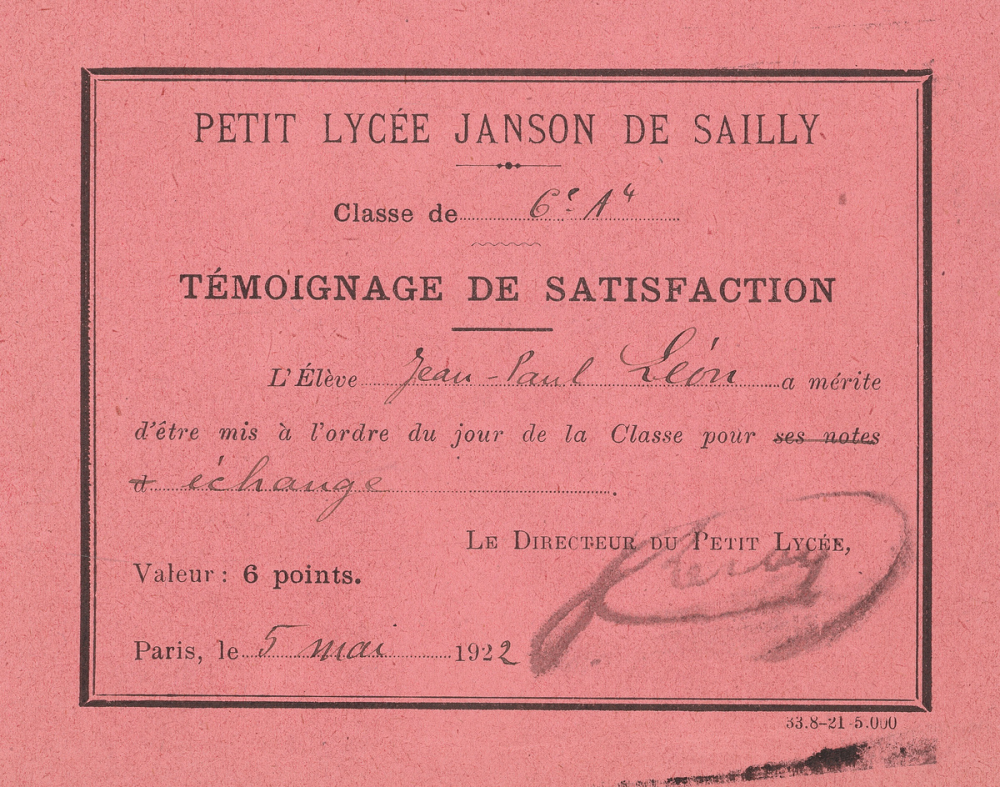 PETIT LYCÉE JANSON DE SAILLY
Classe de 6e A4
TÉMOIGNAGE DE SATISFACTION
L'Élève Jean-Paul Léon a mérite
d'être mis à l'ordre du jour de la Classe pour ses notes
d échange
LE DIRECTEUR DU PETIT LYCÉE,
Valeur : 6 points.
Paris, le 5 mai 1922
33.8-21 5.000